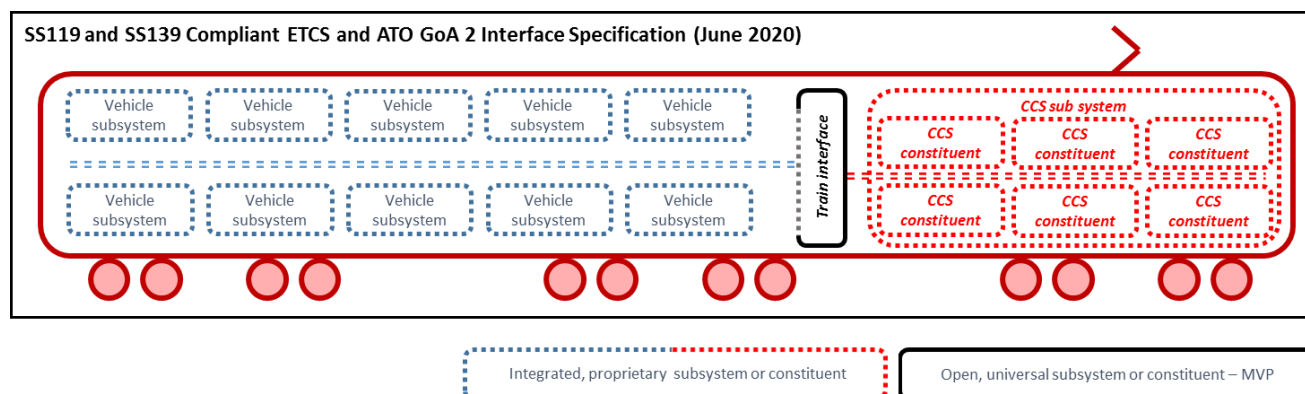 SS119 and SS139 Compliant ETCS and ATO GoA 2 Interface Specification (June 2020)
Vehicle
subsystem
Vehicle
subsystem
Vehicle
subsystem
Vehicle
subsystem
Vehicle
subsystem
Train interface
CCS sub system
CCS
constituent
CCS
constituent
CCS
constituent
Vehicle
subsystem
Vehicle
subsystem
Vehicle
subsystem
Vehicle
subsystem
Vehicle
subsystem
CCS
constituent
CCS
constituent
CCS
constituent
Integrated, proprietary subsystem or constituent
Open, universal subsystem or constituent – MVP